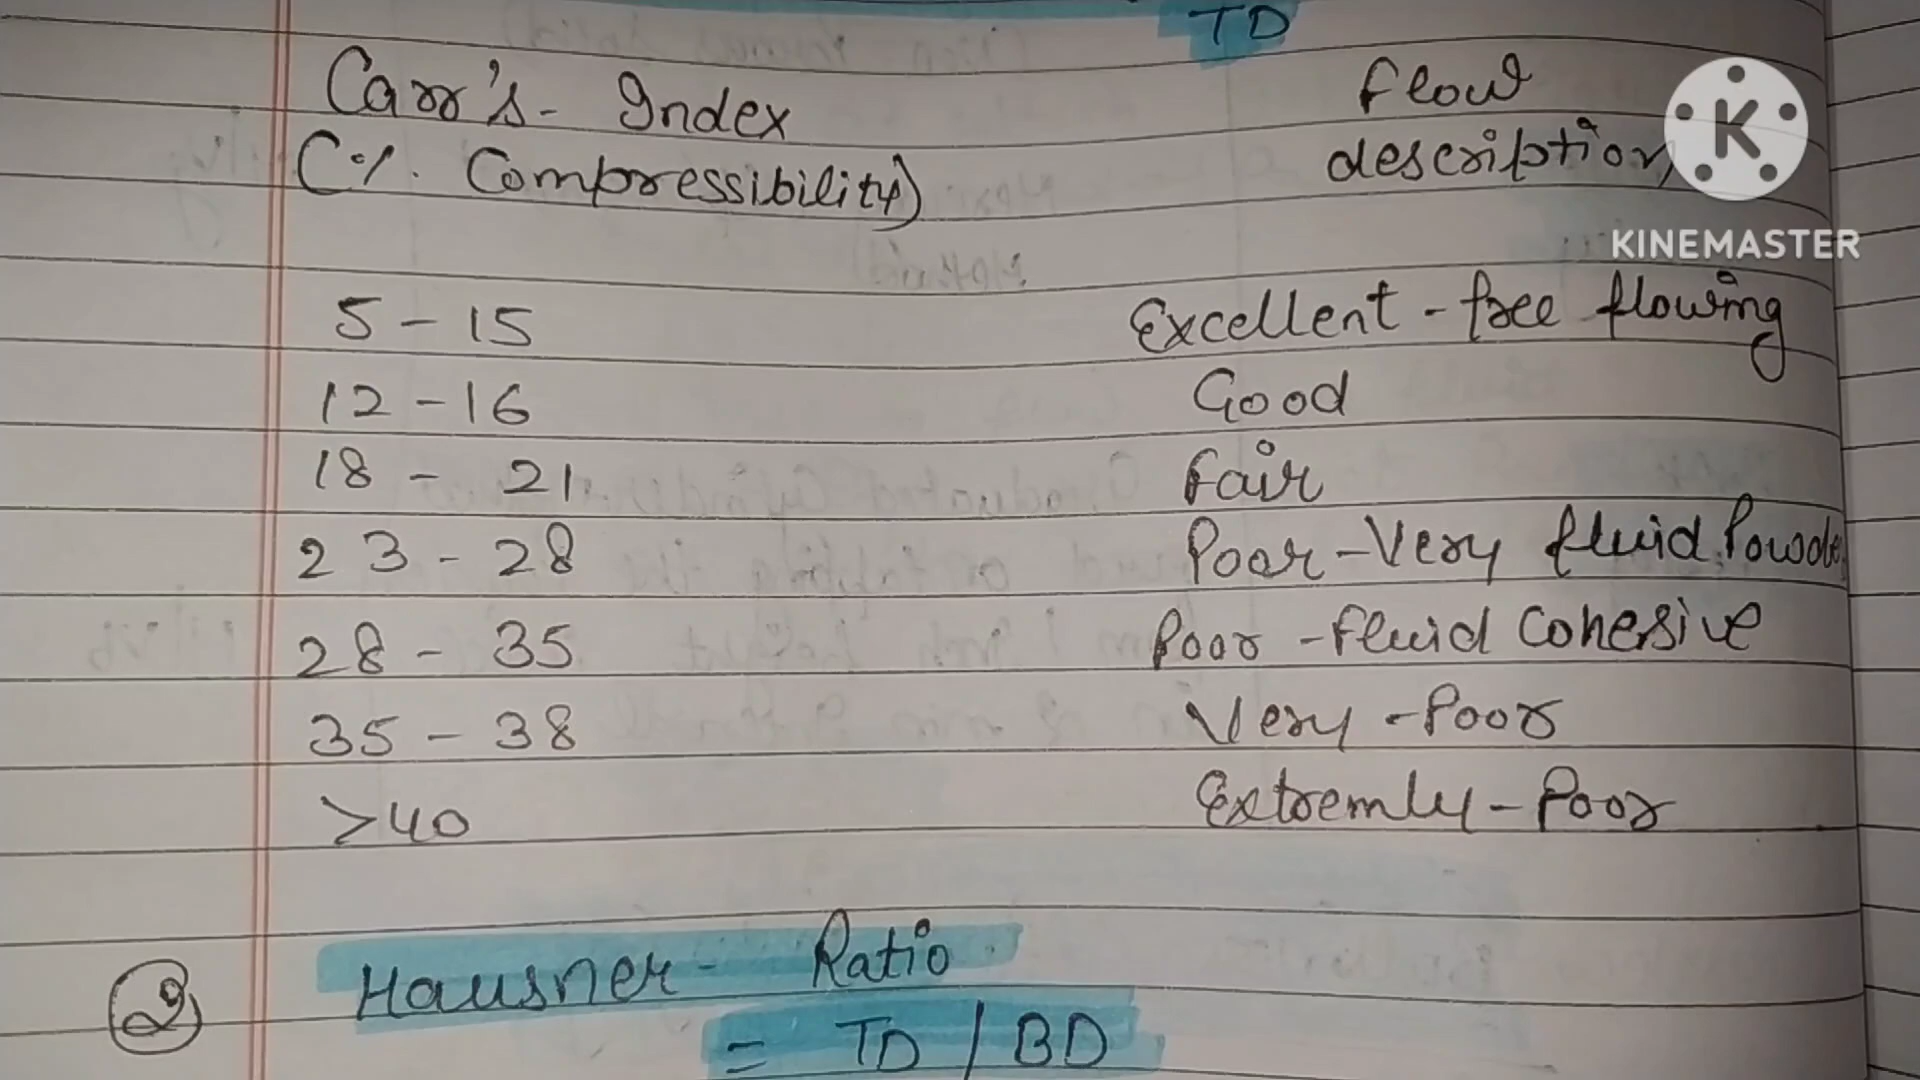 TD
Carr's - Index
(%. Compressibility)
flow
description
KINEMASTER
5 - 15 Excellent - free flowing
12 - 16 Good
18 - 21 fair
23 - 28 Poor - Very fluid Powde
28 - 35 Poor - fluid Cohesive
35 - 38 Very - Poor
>40 Extremly - Poor
2) Hausner - Ratio
= TD / BD